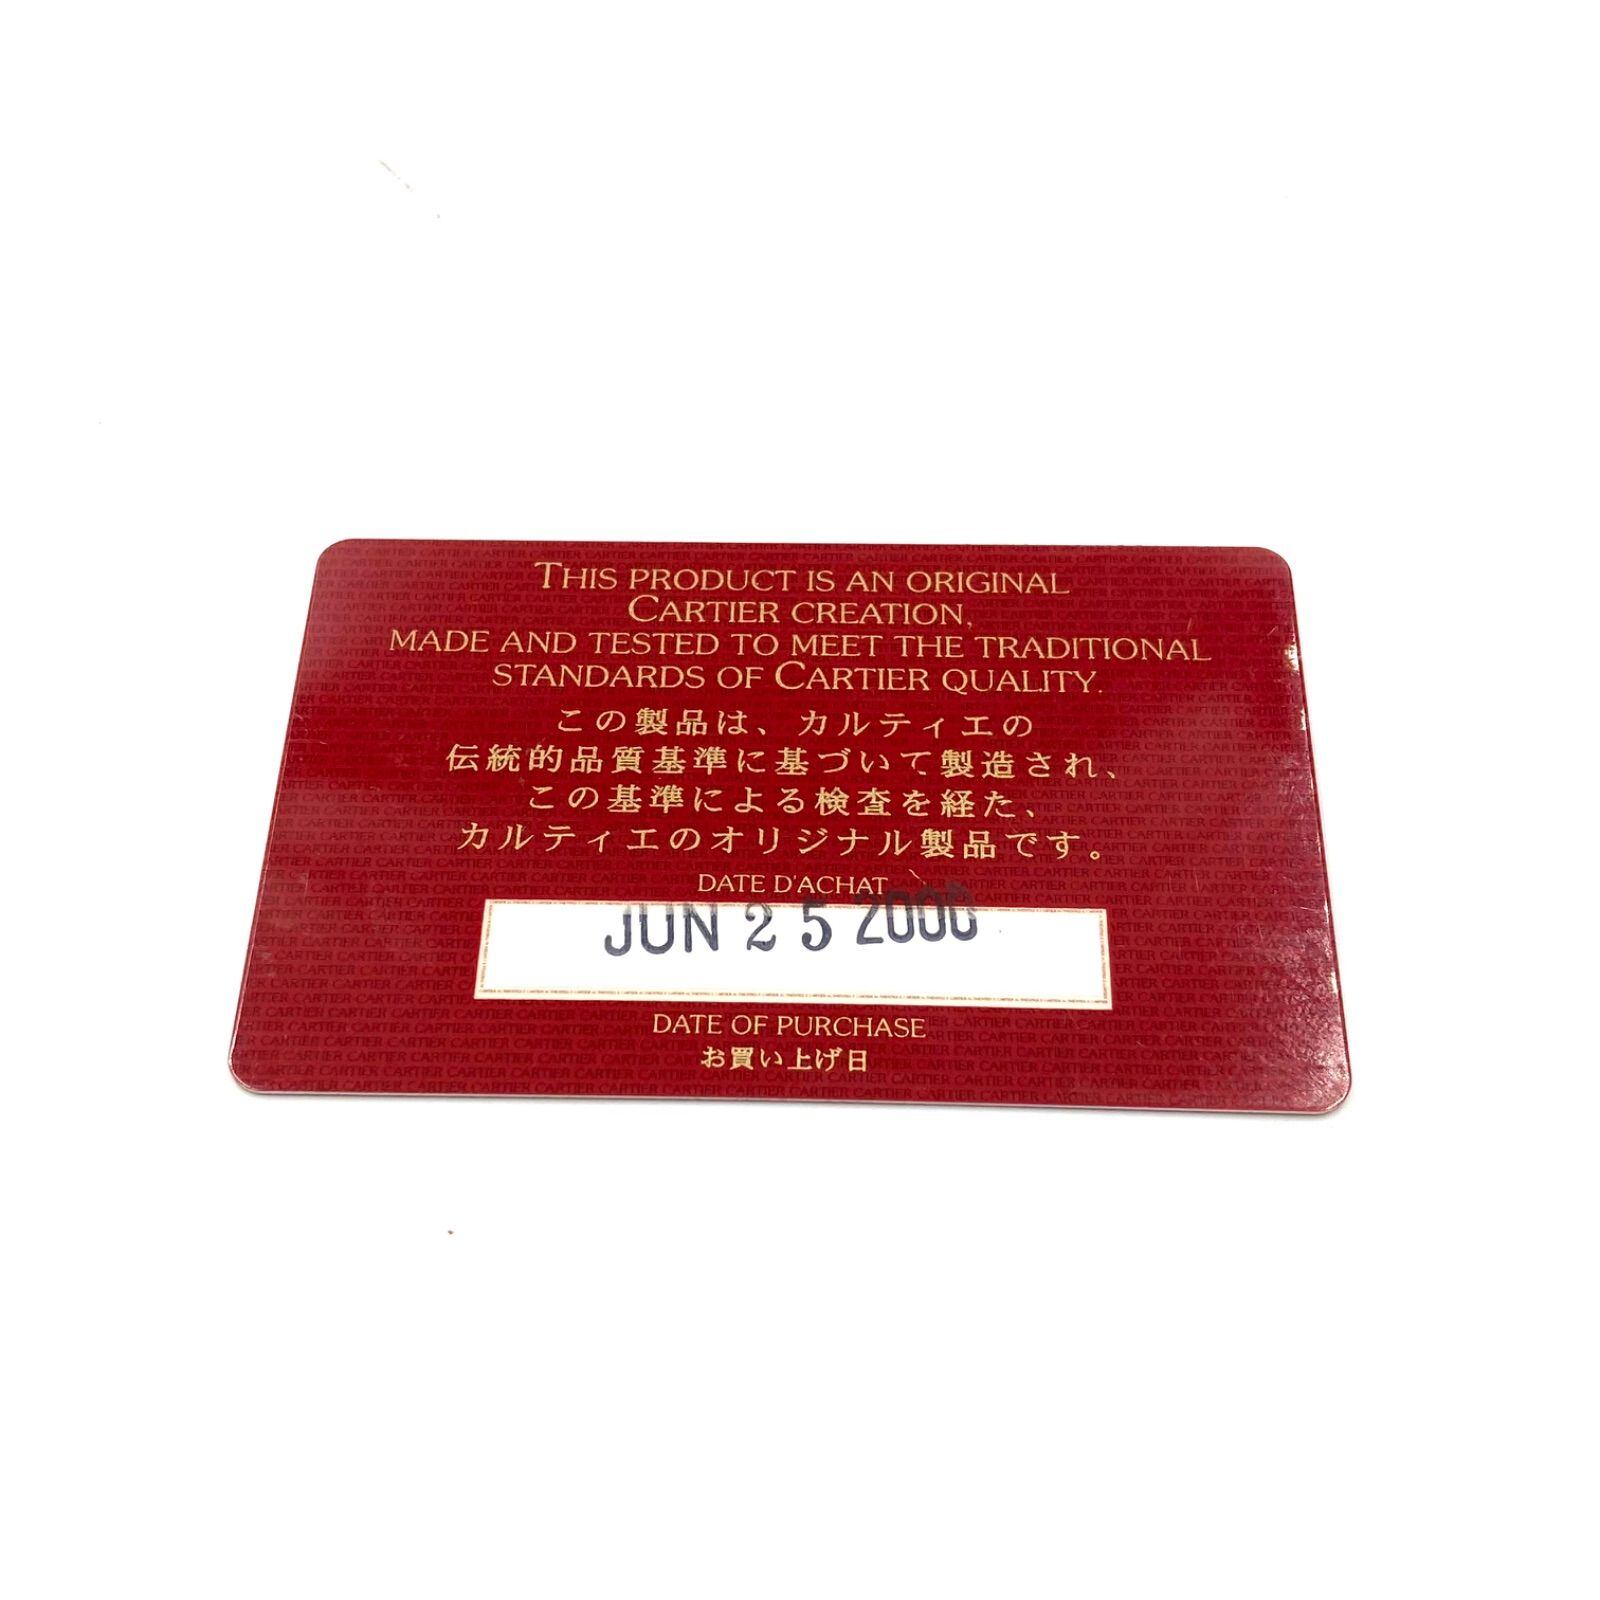 THIS PRODUCT IS AN ORIGINAL
CARTIER CREATION,
MADE AND TESTED TO MEET THE TRADITIONAL
STANDARDS OF CARTIER QUALITY.
この製品は、カルティエの
伝統的品質基準に基づいて製造され、
この基準による検査を経た、
カルティエのオリジナル製品です。
DATE D'ACHAT
JUN 25 2000
DATE OF PURCHASE
お買い上げ日